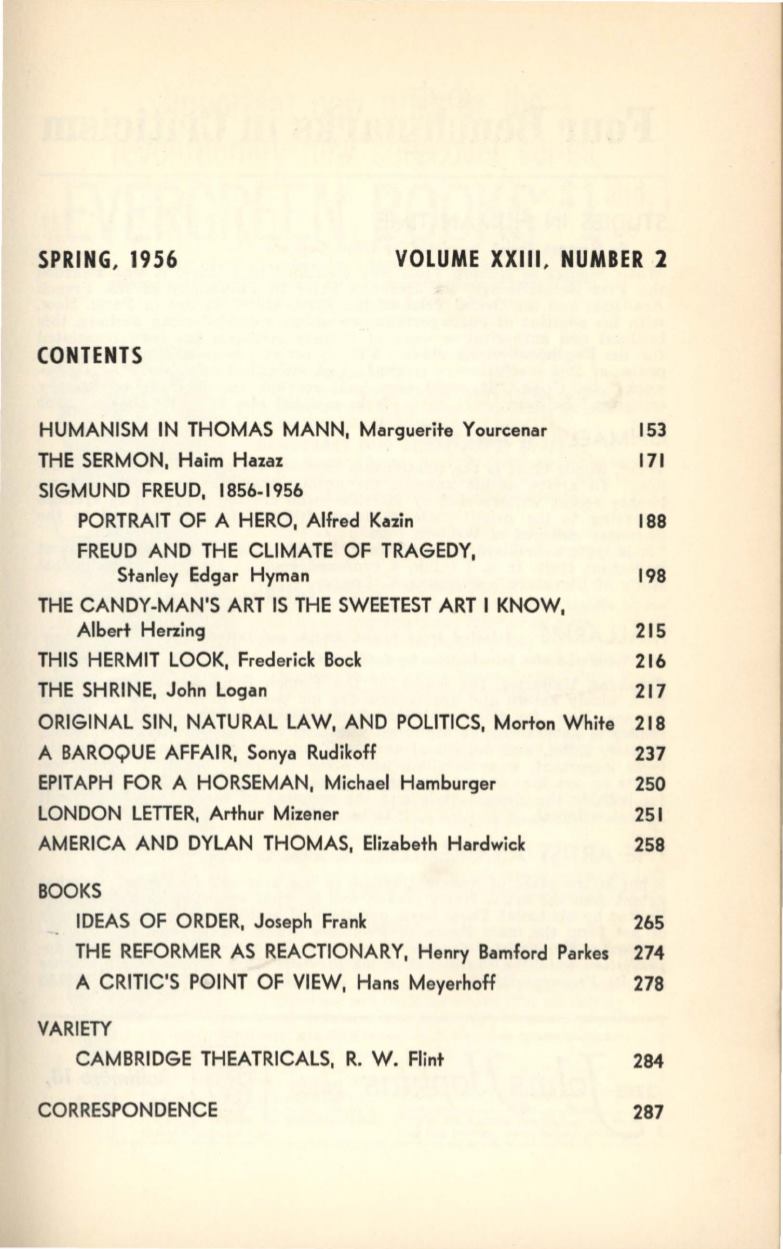 SPRING, 1956 VOLUME XXIII, NUMBER 2
CONTENTS
HUMANISM IN THOMAS MANN, Marguerite Yourcenar 153
THE SERMON, Haim Hazaz 171
SIGMUND FREUD, 1856-1956
PORTRAIT OF A HERO, Alfred Kazin 188
FREUD AND THE CLIMATE OF TRAGEDY,
Stanley Edgar Hyman 198
THE CANDY-MAN'S ART IS THE SWEETEST ART I KNOW,
Albert Herzing 215
THIS HERMIT LOOK, Frederick Bock 216
THE SHRINE, John Logan 217
ORIGINAL SIN, NATURAL LAW, AND POLITICS, Morton White 218
A BAROQUE AFFAIR, Sonya Rudikoff 237
EPITAPH FOR A HORSEMAN, Michael Hamburger 250
LONDON LETTER, Arthur Mizener 251
AMERICA AND DYLAN THOMAS, Elizabeth Hardwick 258
BOOKS
IDEAS OF ORDER, Joseph Frank 265
THE REFORMER AS REACTIONARY, Henry Bamford Parkes 274
A CRITIC'S POINT OF VIEW, Hans Meyerhoff 278
VARIETY
CAMBRIDGE THEATRICALS, R. W. Flint 284
CORRESPONDENCE 287